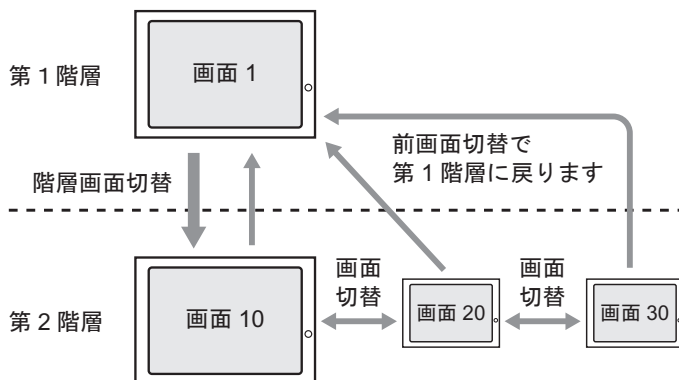 第 1 階層
画面 1
前画面切替で
第 1 階層に戻ります
階層画面切替
第 2 階層
画面 10
画面
切替
画面 20
画面
切替
画面 30